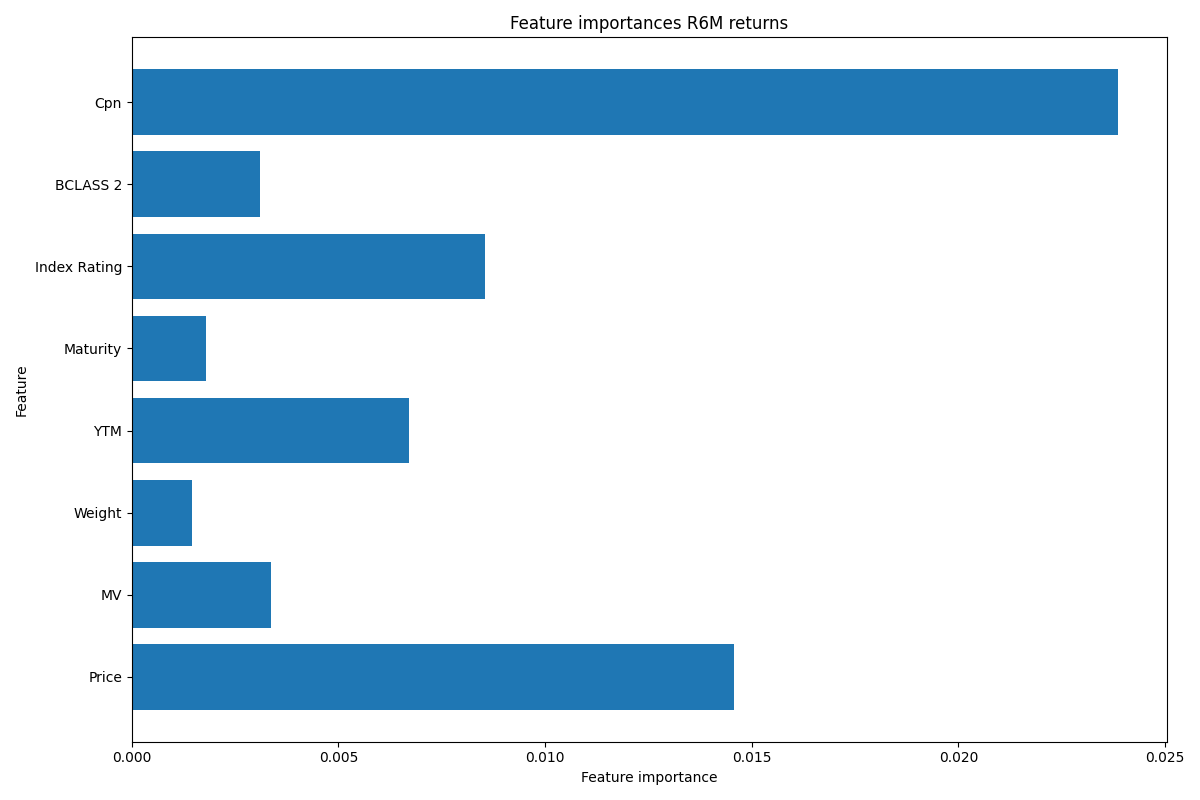 Feature importances R6M returns
Cpn
BCLASS 2
Index Rating
Maturity
YTM
Weight
MV
Price
Feature
0.000 0.005 0.010 0.015 0.020 0.025
Feature importance